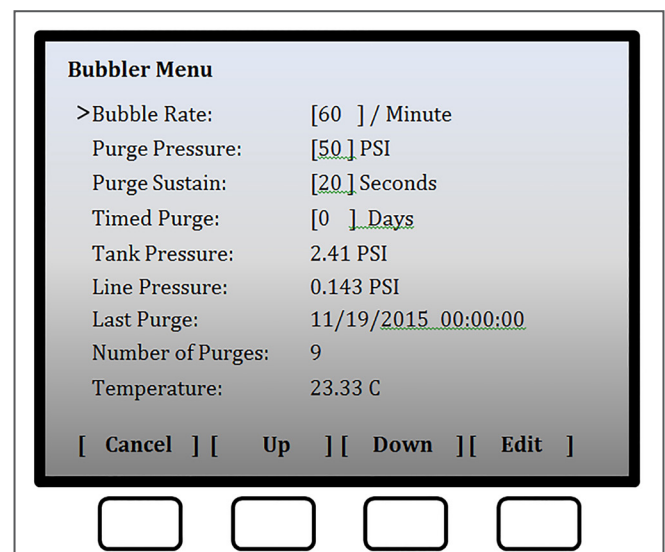 Bubbler Menu
>Bubble Rate: [60 ] / Minute
Purge Pressure: [50 ] PSI
Purge Sustain: [20 ] Seconds
Timed Purge: [0 ] Days
Tank Pressure: 2.41 PSI
Line Pressure: 0.143 PSI
Last Purge: 11/19/2015 00:00:00
Number of Purges: 9
Temperature: 23.33 C
[ Cancel ] [ Up ] [ Down ] [ Edit ]